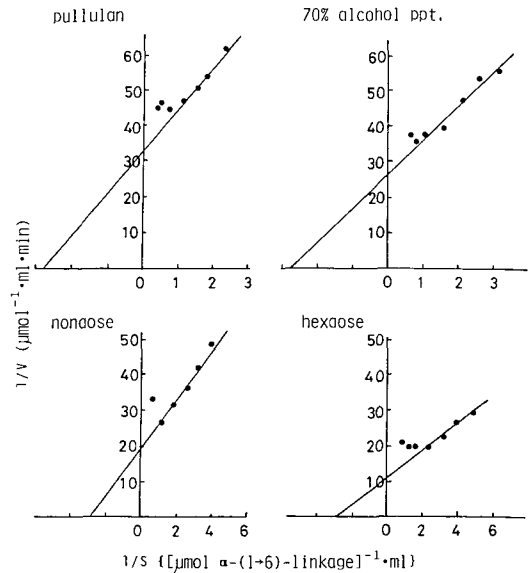 pullulan
70% alcohol ppt.
60
50
40
30
20
10
0 1 2 3
60
50
40
30
20
10
0 1 2 3
nonaose
hexaose
50
40
30
20
10
0 2 4 6
50
40
30
20
10
0 2 4 6
1/V (μmol⁻¹·ml·min)
1/S {[μmol α-(1→6)-linkage]⁻¹·ml}